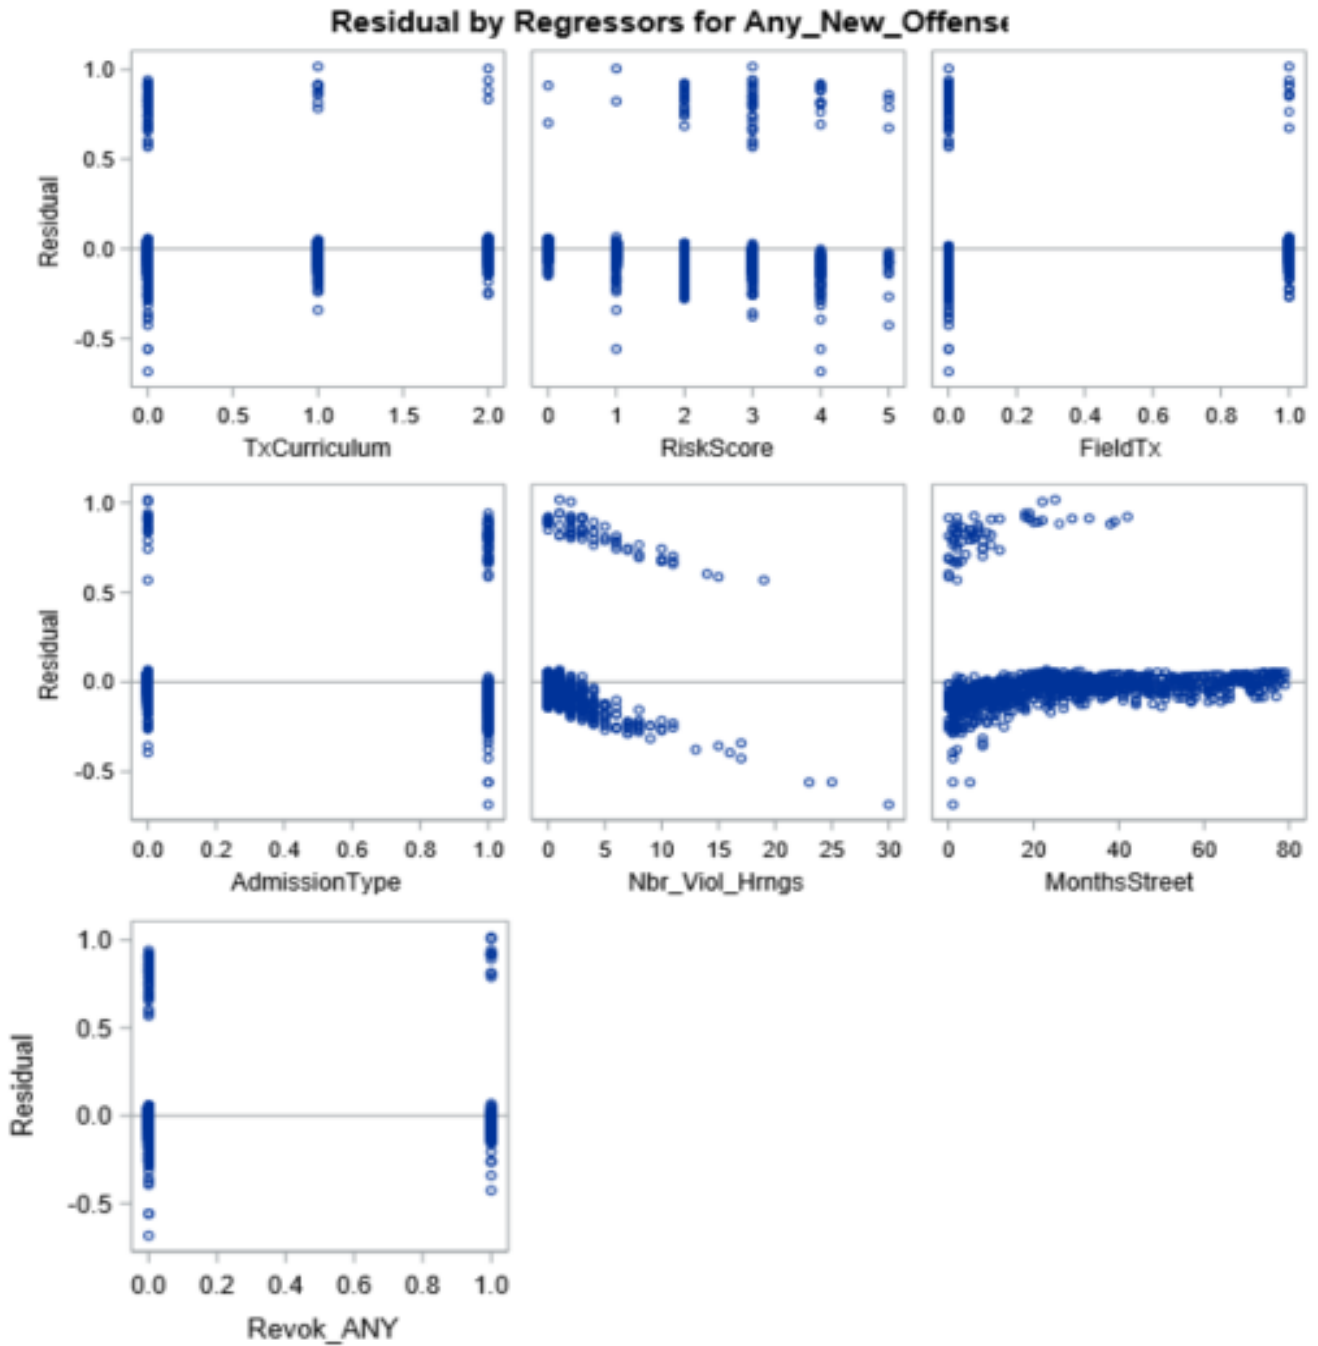 Residual by Regressors for Any_New_Offense
1.0
0.5
0.0
-0.5
Residual
0.0 0.5 1.0 1.5 2.0
TxCurriculum
0 1 2 3 4 5
RiskScore
0.0 0.2 0.4 0.6 0.8 1.0
FieldTx
1.0
0.5
0.0
-0.5
Residual
0.0 0.2 0.4 0.6 0.8 1.0
AdmissionType
0 5 10 15 20 25 30
Nbr_Viol_Hrngs
0 20 40 60 80
MonthsStreet
1.0
0.5
0.0
-0.5
Residual
0.0 0.2 0.4 0.6 0.8 1.0
Revok_ANY